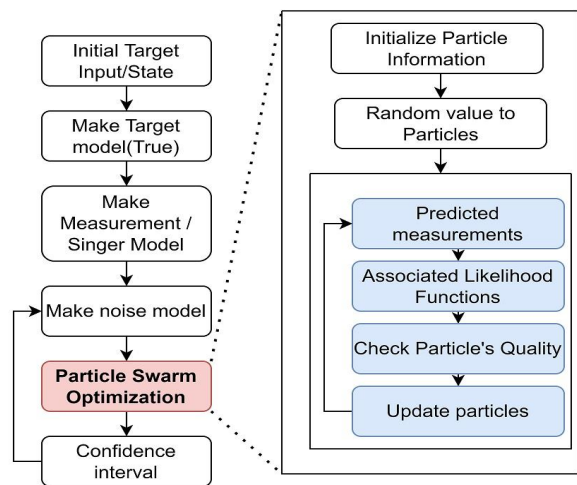 Initial Target
Input/State
Make Target
model(True)
Make
Measurement /
Singer Model
Make noise model
Particle Swarm
Optimization
Confidence
interval
Initialize Particle
Information
Random value to
Particles
Predicted
measurements
Associated Likelihood
Functions
Check Particle's Quality
Update particles